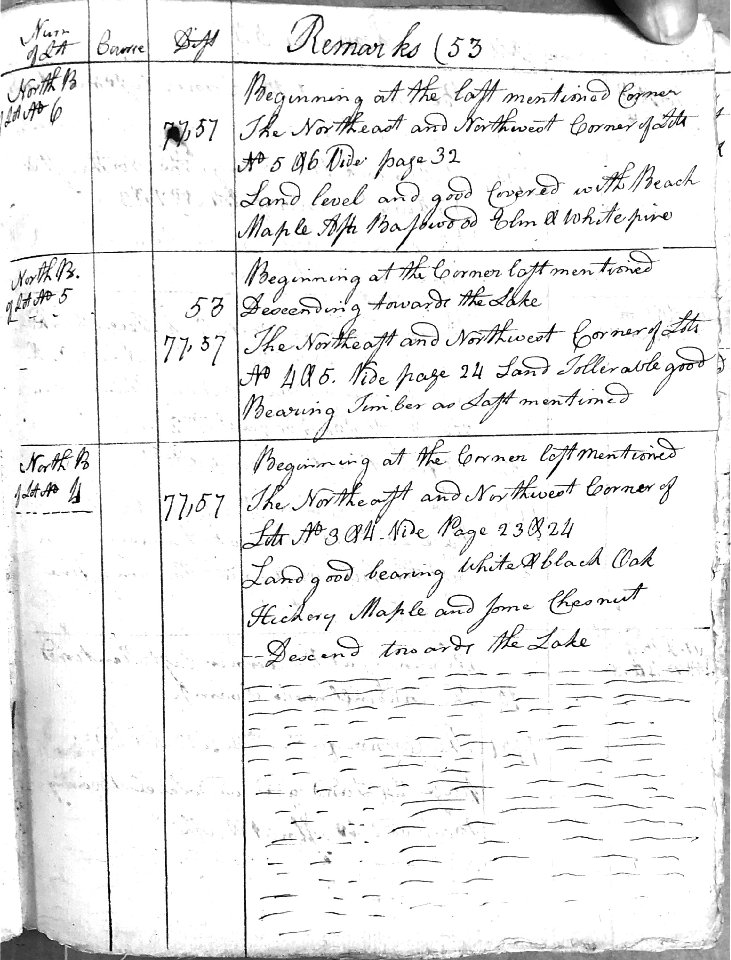 Num of Lot Course Dist Remarks (53
North B of Lot No 6
Beginning at the last mentioned Corner
77,57 The Northeast and Northwest Corner of Lots
No 5 & 6 Vide page 32
Land level and good Covered with Beach
Maple Ash Basswood Elm & White pine
North B. of Lot No 5
Beginning at the Corner last mentioned
53 Descending towards the Lake
77,57 The Northeast and Northwest Corner of Lots
No 4 & 5. Vide page 24 Land Tollerable good
Bearing Timber as Last mentioned
North B of Lot No 4
Beginning at the Corner last mentioned
77,57 The Northeast and Northwest Corner of
Lots No 3 & 4 Vide Page 23 & 24
Land good bearing White & black Oak
Hickery Maple and some Chesnut
- Descend towards the Lake